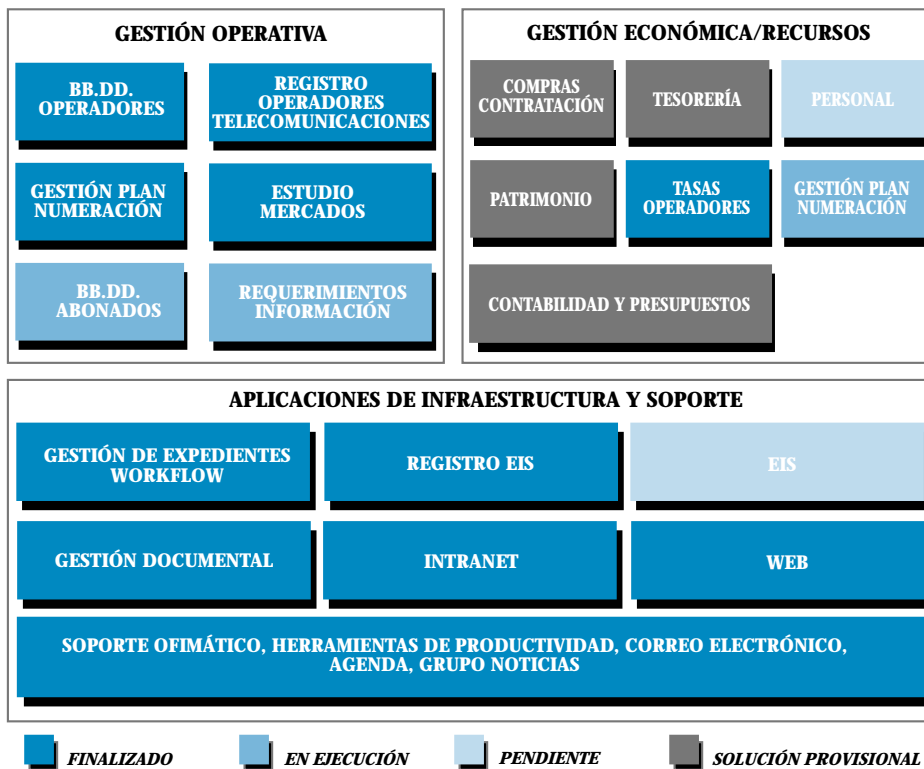 GESTIÓN OPERATIVA
BB.DD.
OPERADORES
REGISTRO
OPERADORES
TELECOMUNICACIONES
GESTIÓN PLAN
NUMERACIÓN
ESTUDIO
MERCADOS
BB.DD.
ABONADOS
REQUERIMIENTOS
INFORMACIÓN
GESTIÓN ECONÓMICA/RECURSOS
COMPRAS
CONTRATACIÓN
TESORERÍA
PERSONAL
PATRIMONIO
TASAS
OPERADORES
GESTIÓN PLAN
NUMERACIÓN
CONTABILIDAD Y PRESUPUESTOS
APLICACIONES DE INFRAESTRUCTURA Y SOPORTE
GESTIÓN DE EXPEDIENTES
WORKFLOW
REGISTRO EIS
EIS
GESTIÓN DOCUMENTAL
INTRANET
WEB
SOPORTE OFIMÁTICO, HERRAMIENTAS DE PRODUCTIVIDAD, CORREO ELECTRÓNICO,
AGENDA, GRUPO NOTICIAS
FINALIZADO
EN EJECUCIÓN
PENDIENTE
SOLUCIÓN PROVISIONAL